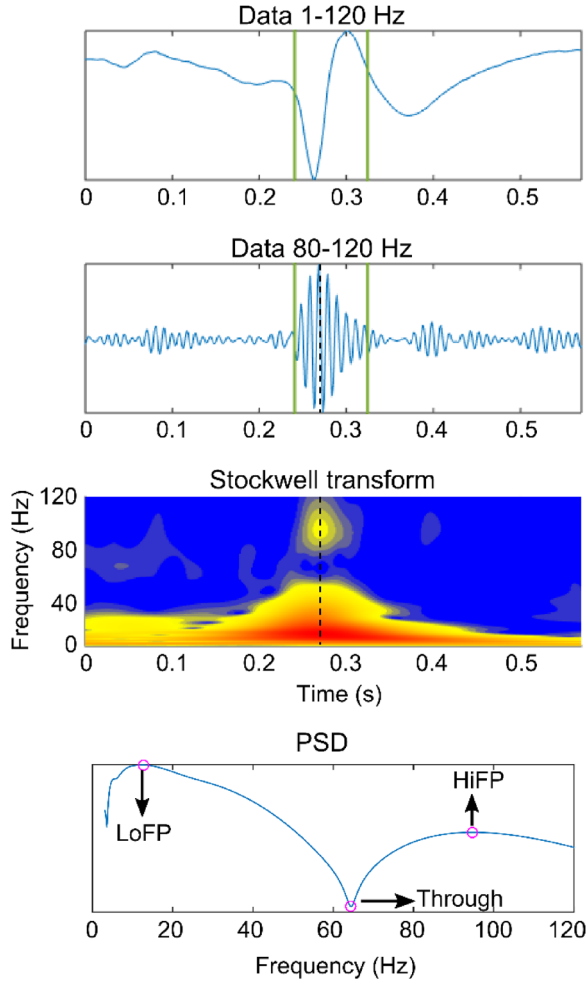 Data 1-120 Hz
0 0.1 0.2 0.3 0.4 0.5
Data 80-120 Hz
0 0.1 0.2 0.3 0.4 0.5
Stockwell transform
Frequency (Hz)
120
80
40
0
0 0.1 0.2 0.3 0.4 0.5
Time (s)
PSD
HiFP
LoFP
Through
0 20 40 60 80 100 120
Frequency (Hz)